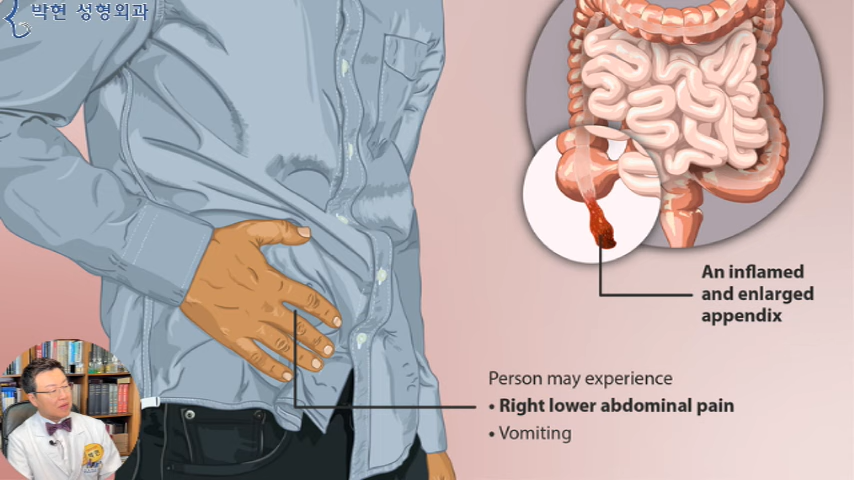 박현 성형외과
An inflamed
and enlarged
appendix
Person may experience
• Right lower abdominal pain
• Vomiting